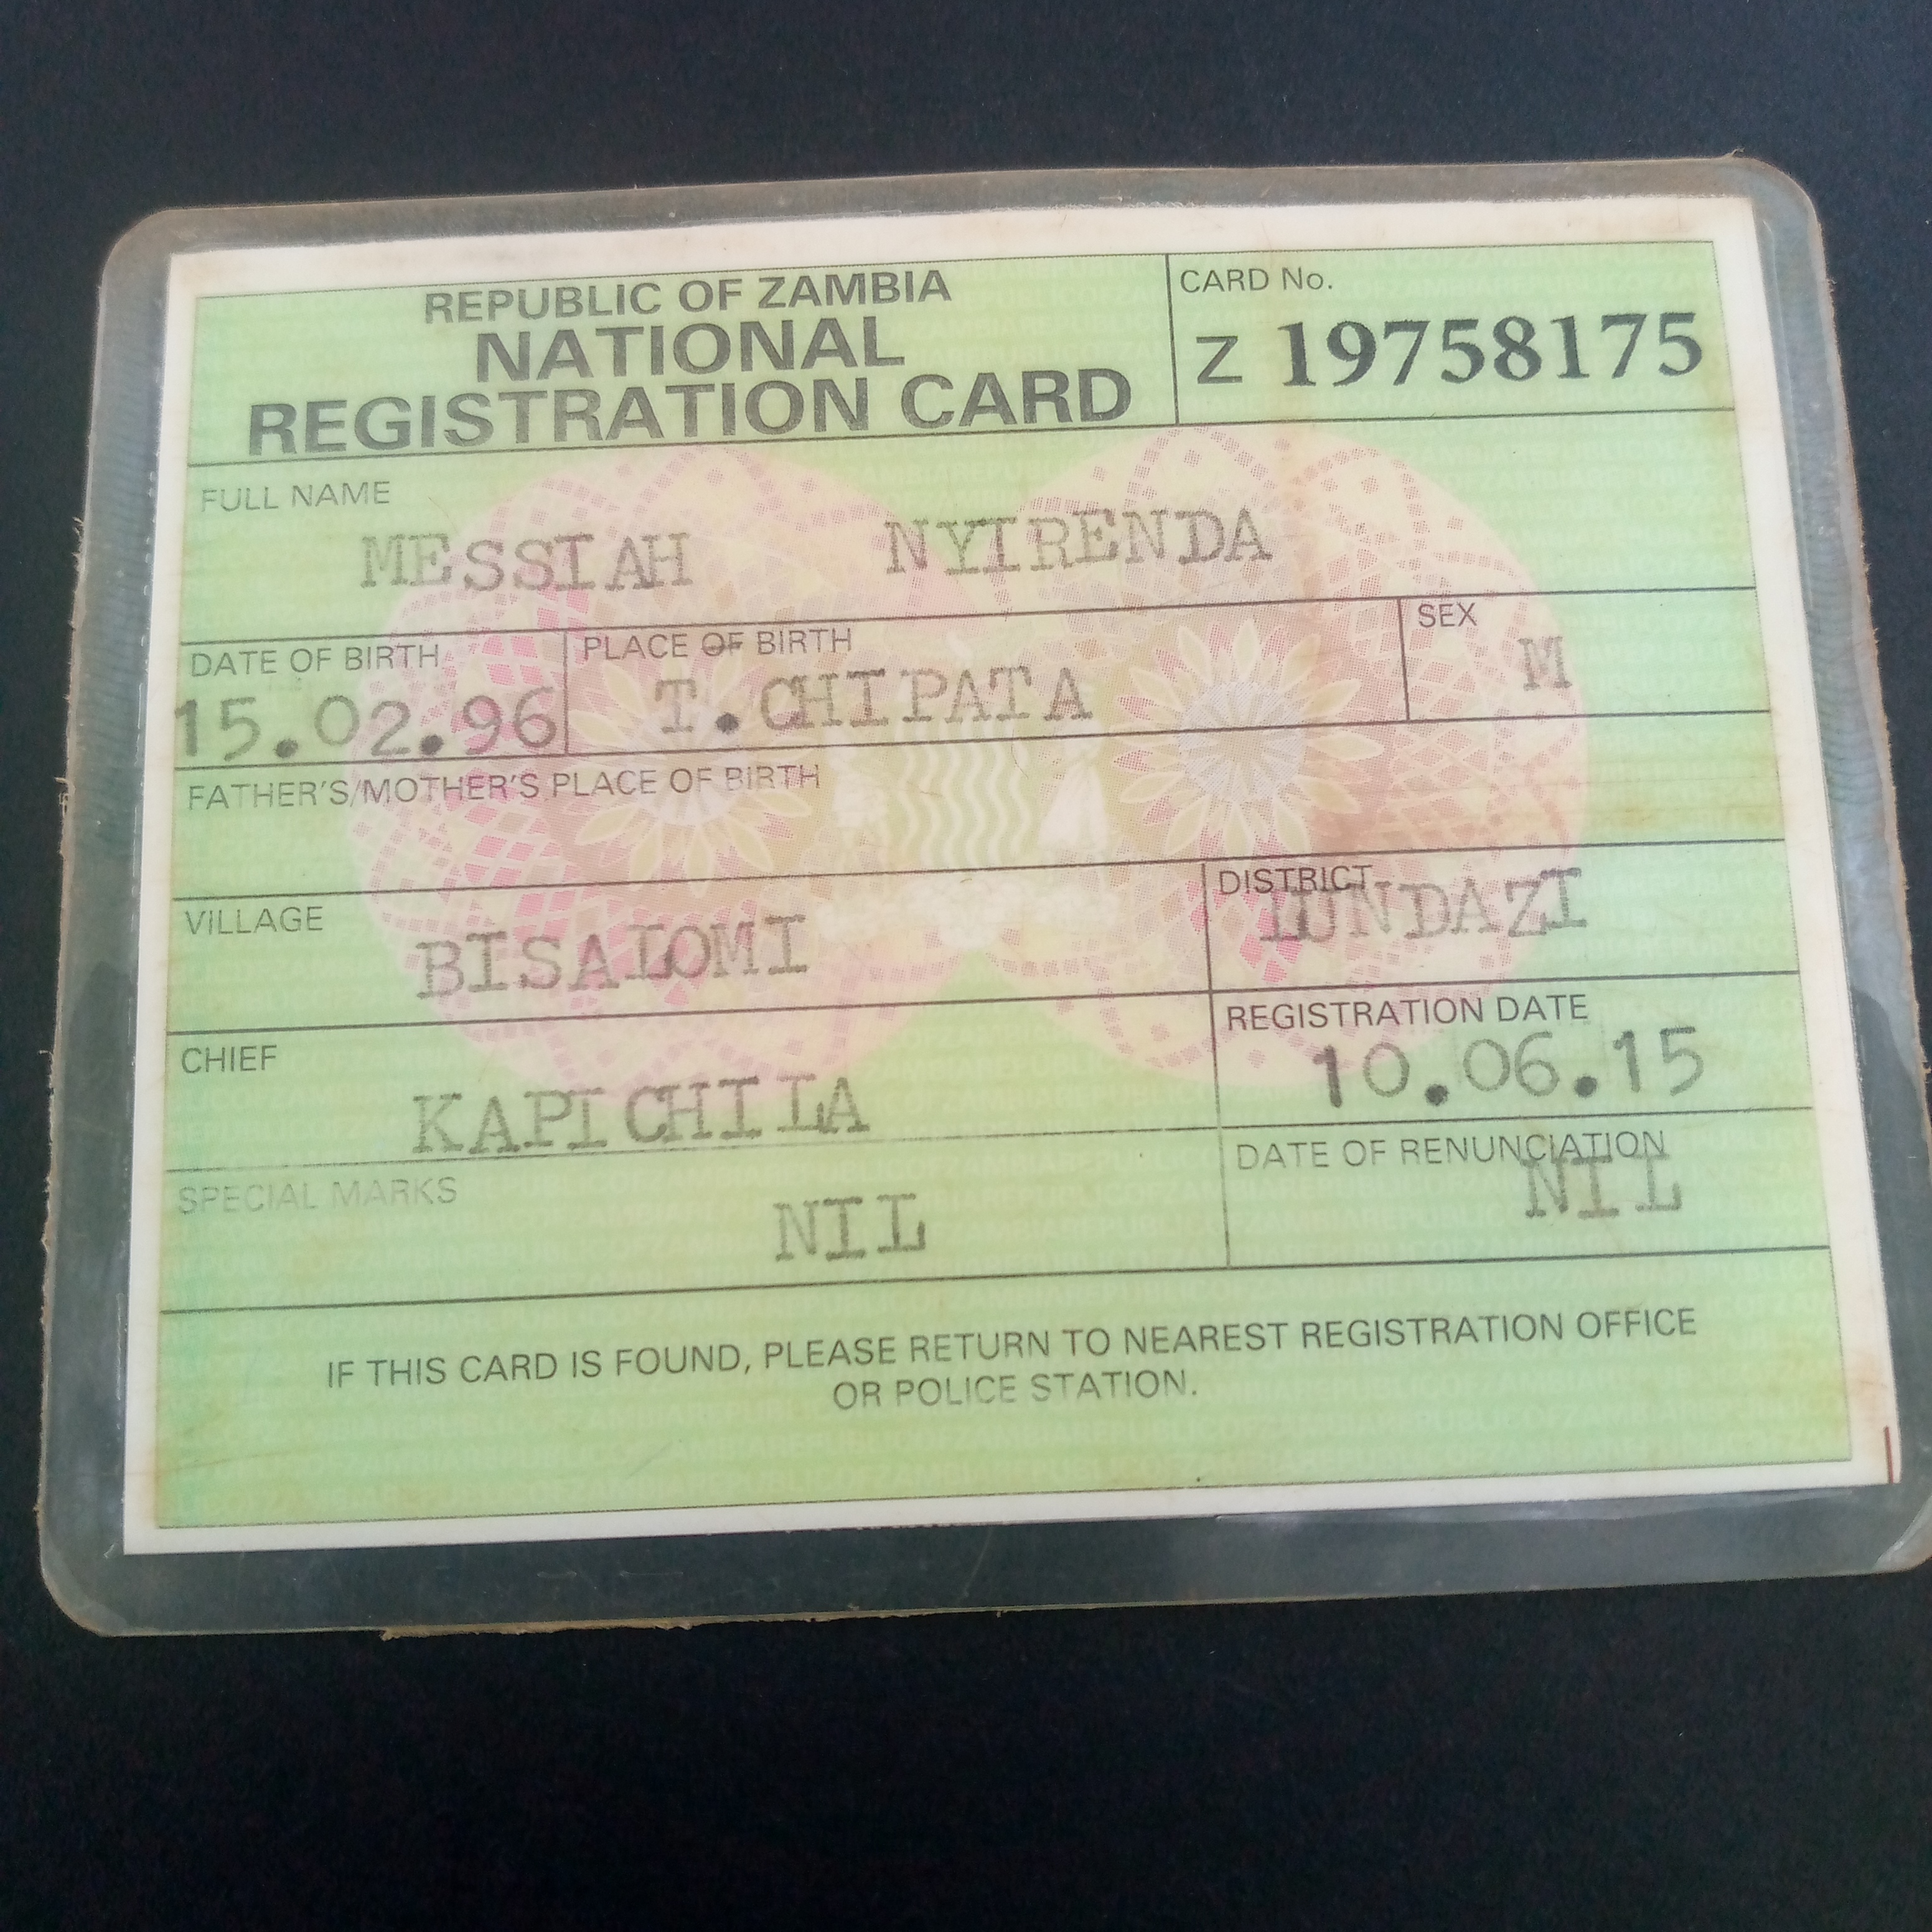 REPUBLIC OF ZAMBIA
NATIONAL
REGISTRATION CARD
CARD No.
Z 19758175
FULL NAME
MESSIAH NYIRENDA
DATE OF BIRTH
15.02.96
PLACE OF BIRTH
T.CHIPATA
SEX
M
FATHER'S/MOTHER'S PLACE OF BIRTH
VILLAGE
BISALOMI
DISTRICT
LUNDAZI
CHIEF
KAPICHILA
REGISTRATION DATE
10.06.15
SPECIAL MARKS
NIL
DATE OF RENUNCIATION
NIL
IF THIS CARD IS FOUND, PLEASE RETURN TO NEAREST REGISTRATION OFFICE
OR POLICE STATION.